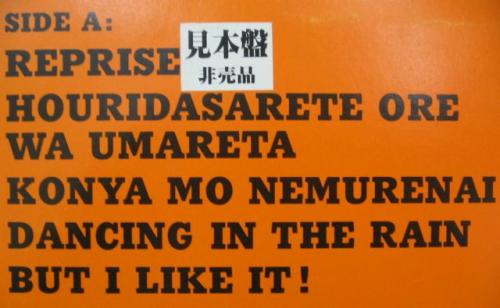 SIDE A:
REPRISE
見本盤
非売品
HOURIDASARETE ORE
WA UMARETA
KONYA MO NEMURENAI
DANCING IN THE RAIN
BUT I LIKE IT!